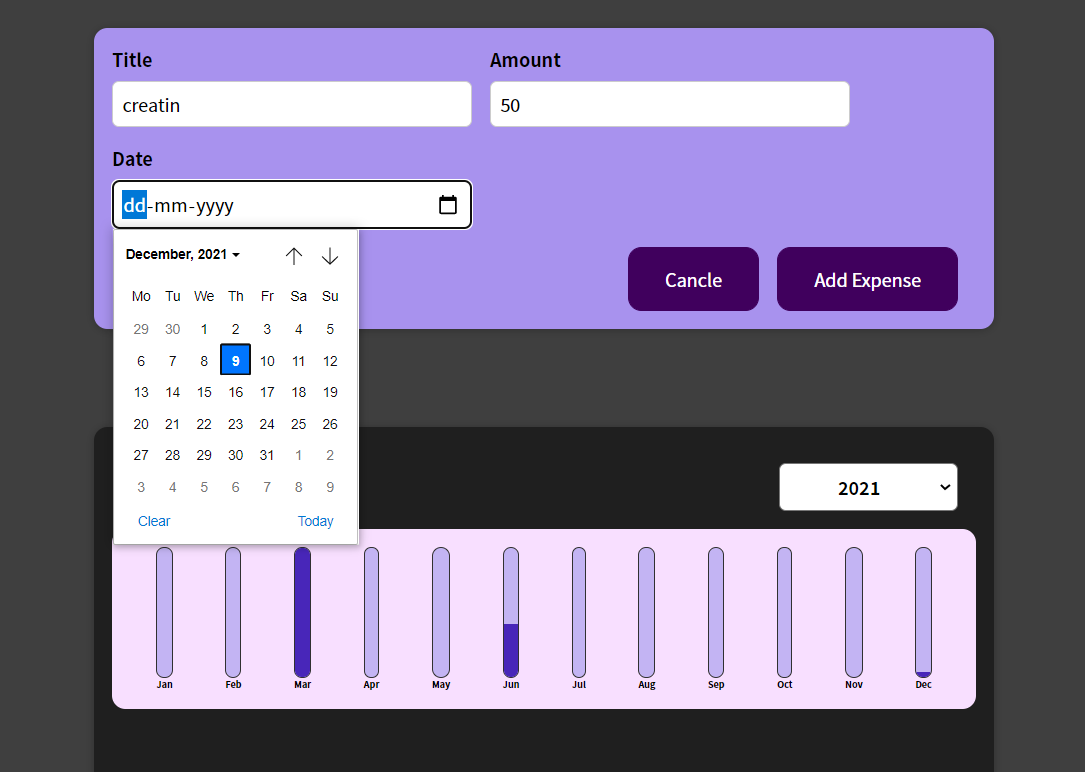 Title Amount
creatin 50
Date
dd-mm-yyyy
December, 2021
Mo Tu We Th Fr Sa Su
29 30 1 2 3 4 5
6 7 8 9 10 11 12
13 14 15 16 17 18 19
20 21 22 23 24 25 26
27 28 29 30 31 1 2
3 4 5 6 7 8 9
Clear Today
Cancle Add Expense
2021
Jan Feb Mar Apr May Jun Jul Aug Sep Oct Nov Dec